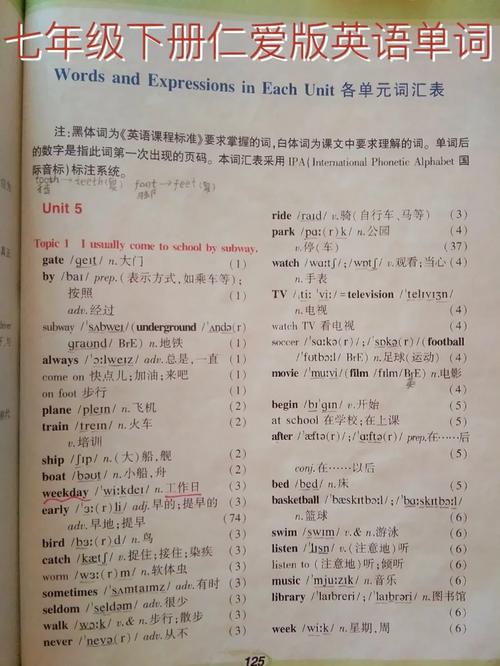 七年级下册仁爱版英语单词
Words and Expressions in Each Unit 各单元词汇表
注:黑体词为《英语课程标准》要求掌握的词,白体词为课文中要求理解的词。单词后
的数字是指此词第一次出现的页码。本词汇表采用IPA(International Phonetic Alphabet 国
际音标)标注系统。
tooth → teeth(复) foot → feet(复)
Unit 5
Topic 1 I usually come to school by subway.
gate /geɪt/ n.大门 (1)
by /baɪ/ prep.(表示方式,如乘车等);
按照 (1)
adv.经过
subway /ˈsʌbweɪ/(underground /ˈʌndə(r)
graʊnd/ BrE) n.地铁 (1)
always /ˈɔːlweɪz/ adv.总是,一直 (1)
come on 快点儿;加油;来吧 (1)
on foot 步行 (1)
plane /pleɪn/ n.飞机 (2)
train /treɪn/ n.火车 (2)
v.培训
ship /ʃɪp/ n.(大)船,舰 (2)
boat /bəʊt/ n.小船,舟 (2)
weekday /ˈwiːkdeɪ/ n.工作日 (3)
early /ˈɜː(r)li/ adj.早的;提早的 (3)
adv.早地;提早 (74)
bird /bɜː(r)d/ n.鸟 (3)
catch /kætʃ/ v.捉住;接住;染疾 (3)
worm /wɜː(r)m/ n.软体虫 (3)
sometimes /ˈsʌmtaɪmz/ adv.有时 (3)
seldom /ˈseldəm/ adv.很少 (3)
walk /wɔːk/ v.& n.步行;散步 (3)
never /ˈnevə(r)/ adv.从不 (3)
ride /raɪd/ v.骑(自行车,马等) (3)
park /pɑː(r)k/ n.公园 (4)
v.停(车) (37)
watch /wɑːtʃ/;/wɒtʃ/ v.观看;当心 (4)
n.手表
TV /ˌtiː ˈviː/=television /ˈtelɪvɪʒn/
n.电视 (4)
watch TV 看电视 (4)
soccer /ˈsɑːkə(r)/;/ˈsɒkə(r)/ (football
/ˈfʊtbɔːl/ BrE) n.足球(运动) (4)
movie /ˈmuːvi/(film /fɪlm/BrE) n.电影
(4)
begin /bɪˈgɪn/ v.开始 (5)
at school 在学校;在上课 (5)
after /ˈæftə(r)/;/ˈɑːftə(r)/ prep.在……后
(5)
conj.在……以后
bed /bed/ n.床 (5)
basketball /ˈbæskɪtbɔːl/;/ˈbɑːskɪtbɔːl/
n.篮球 (6)
swim /swɪm/ v.& n.游泳 (6)
listen /ˈlɪsn/ v.(注意地)听 (6)
listen to (注意地)听;倾听 (6)
music /ˈmjuːzɪk/ n.音乐 (6)
library /ˈlaɪbreri/;/ˈlaɪbrəri/ n.图书馆
(6)
week /wiːk/ n.星期,周 (6)
125